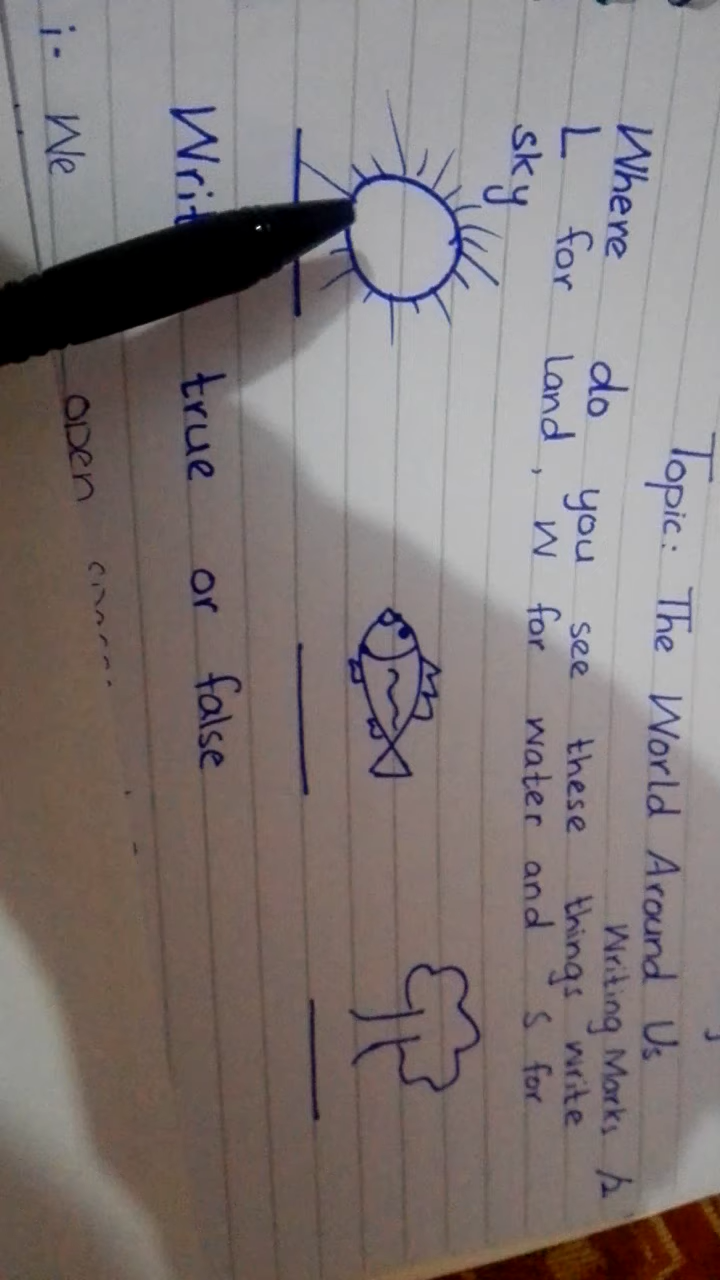 Topic: The World Around Us
Writing Marks /2
Where do you see these things write
L for Land, W for water and S for
sky
true or false
i. We open